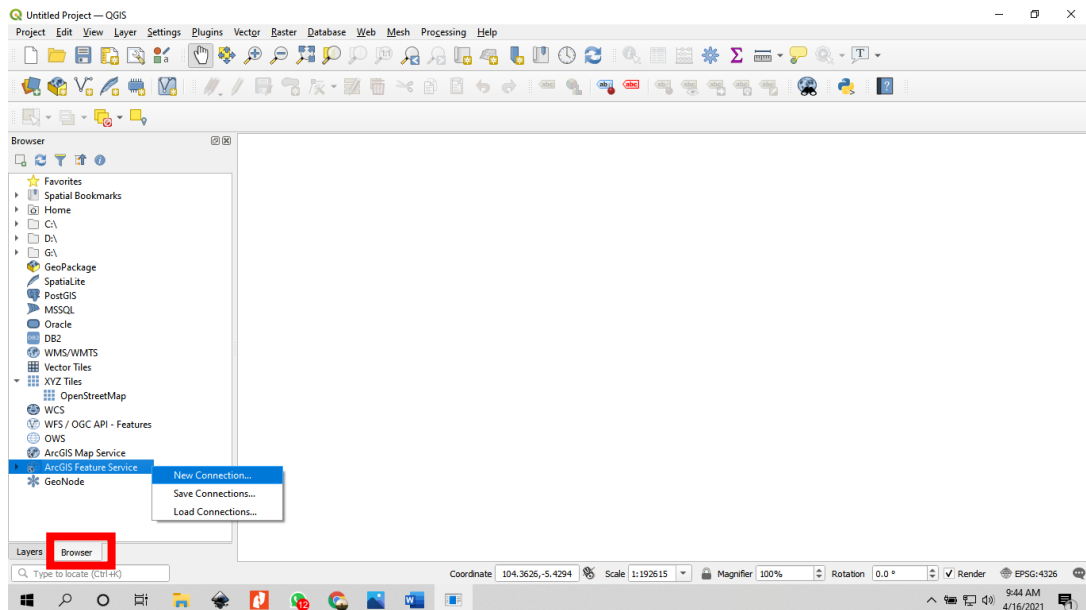 Untitled Project — QGIS
Project Edit View Layer Settings Plugins Vector Raster Database Web Mesh Processing Help
Browser
Favorites
Spatial Bookmarks
Home
C:\
D:\
G:\
GeoPackage
SpatiaLite
PostGIS
MSSQL
Oracle
DB2
WMS/WMTS
Vector Tiles
XYZ Tiles
OpenStreetMap
WCS
WFS / OGC API - Features
OWS
ArcGIS Map Service
ArcGIS Feature Service
GeoNode
New Connection...
Save Connections...
Load Connections...
Layers Browser
Type to locate (Ctrl+K) Coordinate 104.3626,-5.4294 Scale 1:192615 Magnifier 100% Rotation 0.0 ° Render EPSG:4326
9:44 AM
4/16/2021